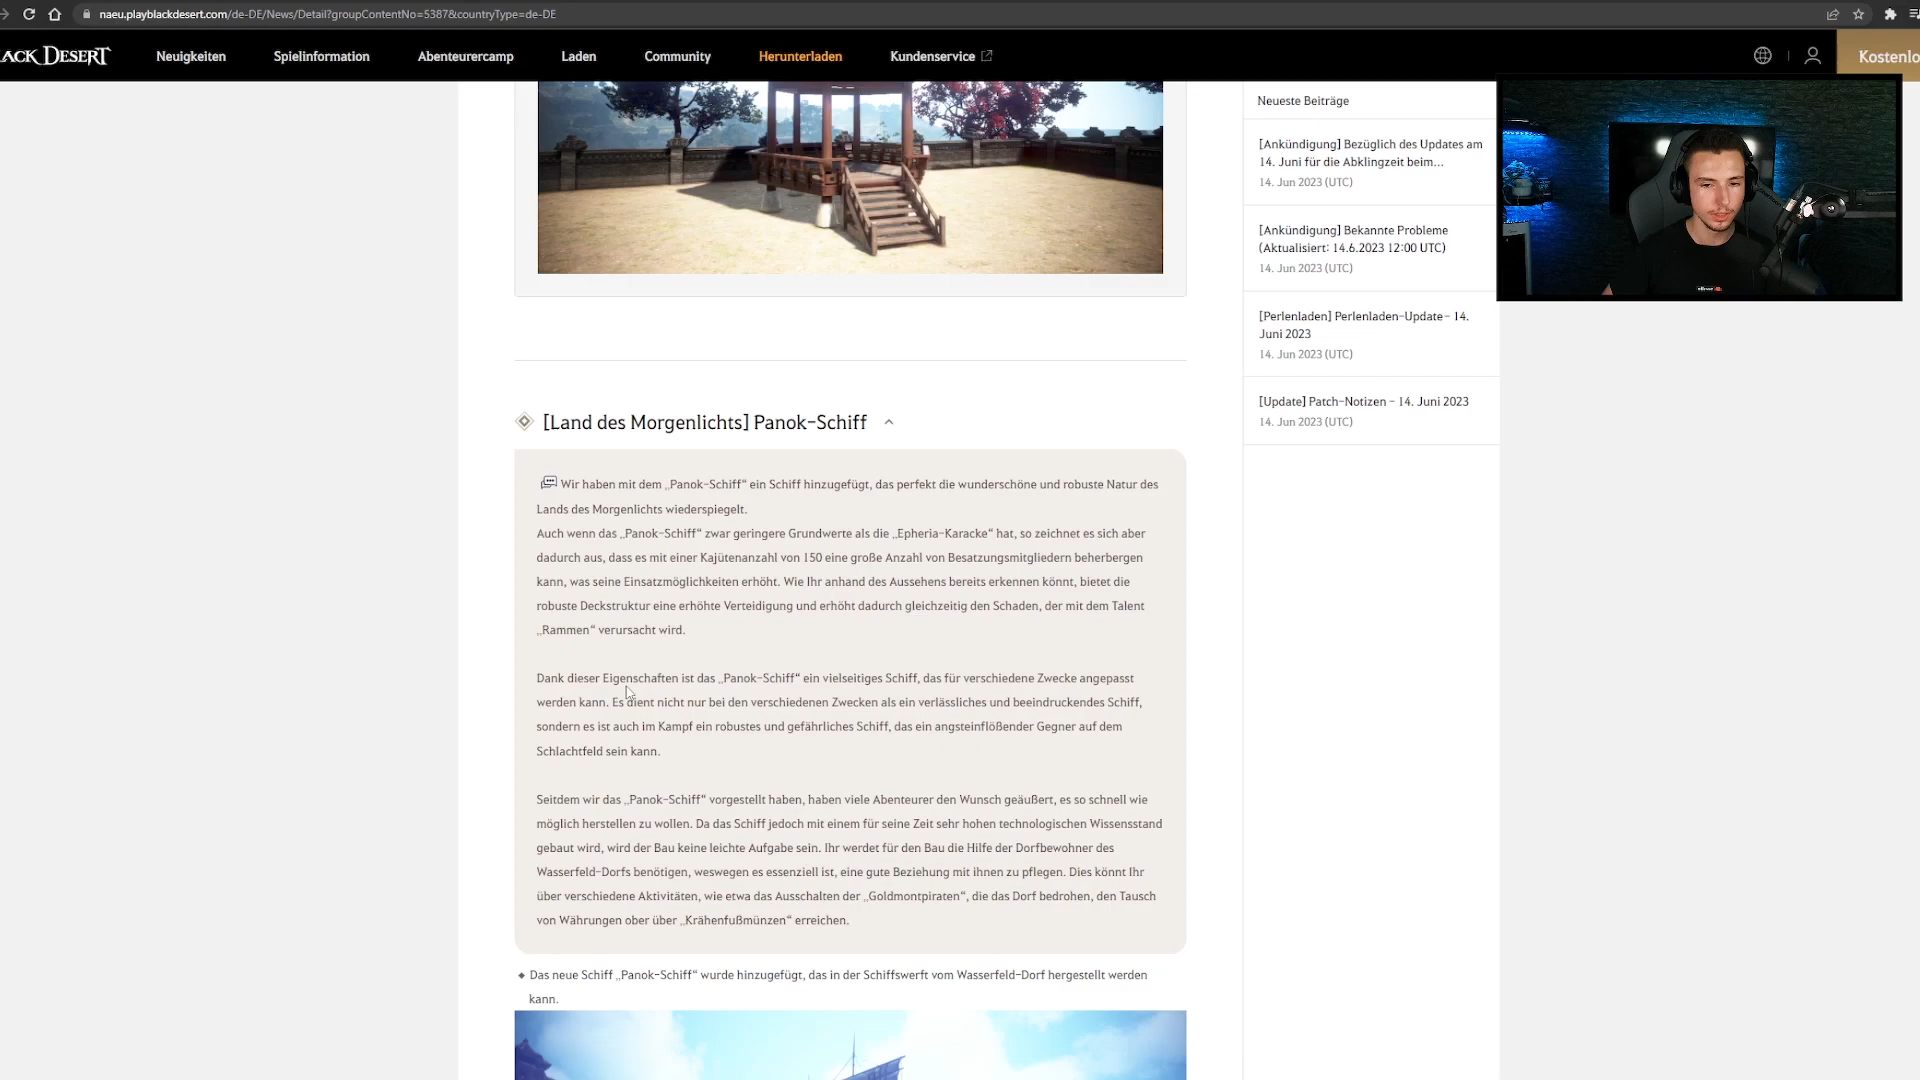 naeu.playblackdesert.com/de-DE/News/Detail?groupContentNo=5387&countryType=de-DE
ACK DESERT
Neuigkeiten
Spielinformation
Abenteurercamp
Laden
Community
Herunterladen
Kundenservice
Kostenlo
Neueste Beiträge
[Ankündigung] Bezüglich des Updates am
14. Juni für die Abklingzeit beim...
14. Jun 2023 (UTC)
[Ankündigung] Bekannte Probleme
(Aktualisiert: 14.6.2023 12:00 UTC)
14. Jun 2023 (UTC)
[Perlenladen] Perlenladen-Update- 14.
Juni 2023
14. Jun 2023 (UTC)
[Update] Patch-Notizen - 14. Juni 2023
14. Jun 2023 (UTC)
[Land des Morgenlichts] Panok-Schiff
Wir haben mit dem „Panok-Schiff“ ein Schiff hinzugefügt, das perfekt die wunderschöne und robuste Natur des
Lands des Morgenlichts wiederspiegelt.
Auch wenn das „Panok-Schiff“ zwar geringere Grundwerte als die „Epheria-Karacke“ hat, so zeichnet es sich aber
dadurch aus, dass es mit einer Kajütenanzahl von 150 eine große Anzahl von Besatzungsmitgliedern beherbergen
kann, was seine Einsatzmöglichkeiten erhöht. Wie Ihr anhand des Aussehens bereits erkennen könnt, bietet die
robuste Deckstruktur eine erhöhte Verteidigung und erhöht dadurch gleichzeitig den Schaden, der mit dem Talent
„Rammen“ verursacht wird.
Dank dieser Eigenschaften ist das „Panok-Schiff“ ein vielseitiges Schiff, das für verschiedene Zwecke angepasst
werden kann. Es dient nicht nur bei den verschiedenen Zwecken als ein verlässliches und beeindruckendes Schiff,
sondern es ist auch im Kampf ein robustes und gefährliches Schiff, das ein angsteinflößender Gegner auf dem
Schlachtfeld sein kann.
Seitdem wir das „Panok-Schiff“ vorgestellt haben, haben viele Abenteurer den Wunsch geäußert, es so schnell wie
möglich herstellen zu wollen. Da das Schiff jedoch mit einem für seine Zeit sehr hohen technologischen Wissensstand
gebaut wird, wird der Bau keine leichte Aufgabe sein. Ihr werdet für den Bau die Hilfe der Dorfbewohner des
Wasserfeld-Dorfs benötigen, weswegen es essenziell ist, eine gute Beziehung mit ihnen zu pflegen. Dies könnt Ihr
über verschiedene Aktivitäten, wie etwa das Ausschalten der „Goldmontpiraten“, die das Dorf bedrohen, den Tausch
von Währungen ober über „Krähenfußmünzen“ erreichen.
Das neue Schiff „Panok-Schiff“ wurde hinzugefügt, das in der Schiffswerft vom Wasserfeld-Dorf hergestellt werden
kann.